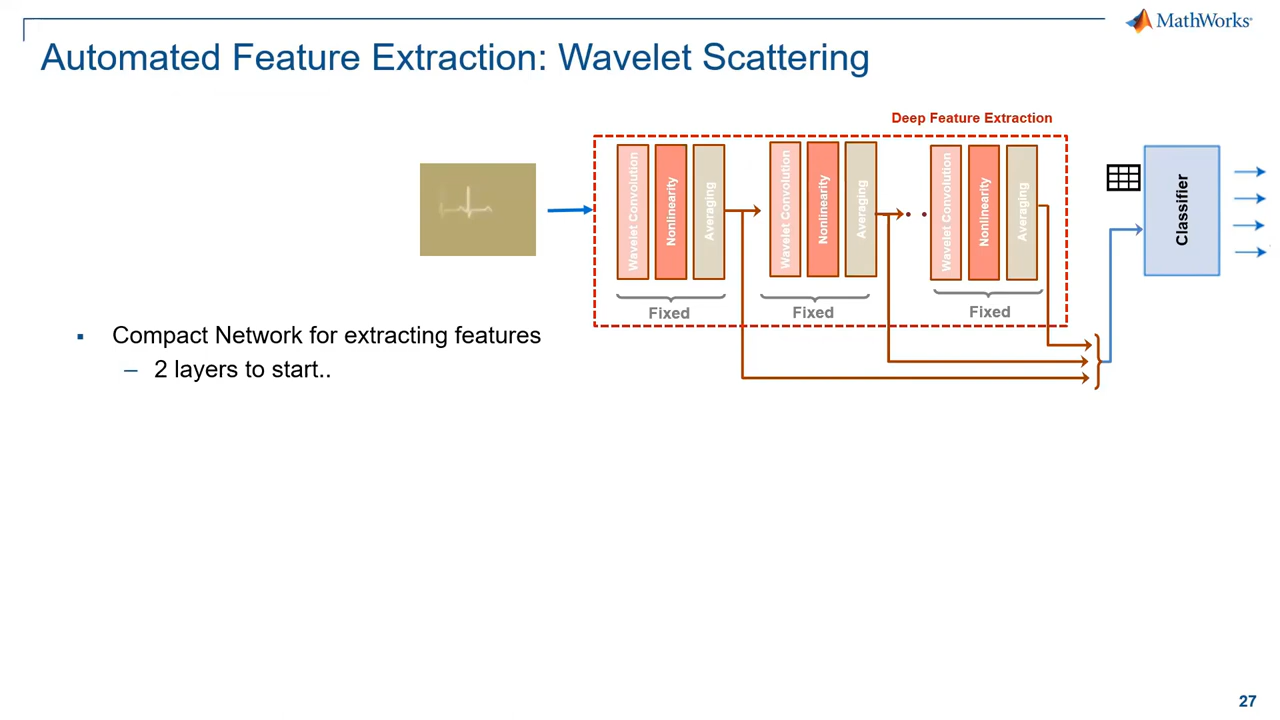 MathWorks®
Automated Feature Extraction: Wavelet Scattering
Deep Feature Extraction
Wavelet Convolution
Nonlinearity
Averaging
Wavelet Convolution
Nonlinearity
Averaging
Wavelet Convolution
Nonlinearity
Averaging
Classifier
Fixed
Fixed
Fixed
▪ Compact Network for extracting features
– 2 layers to start..
27